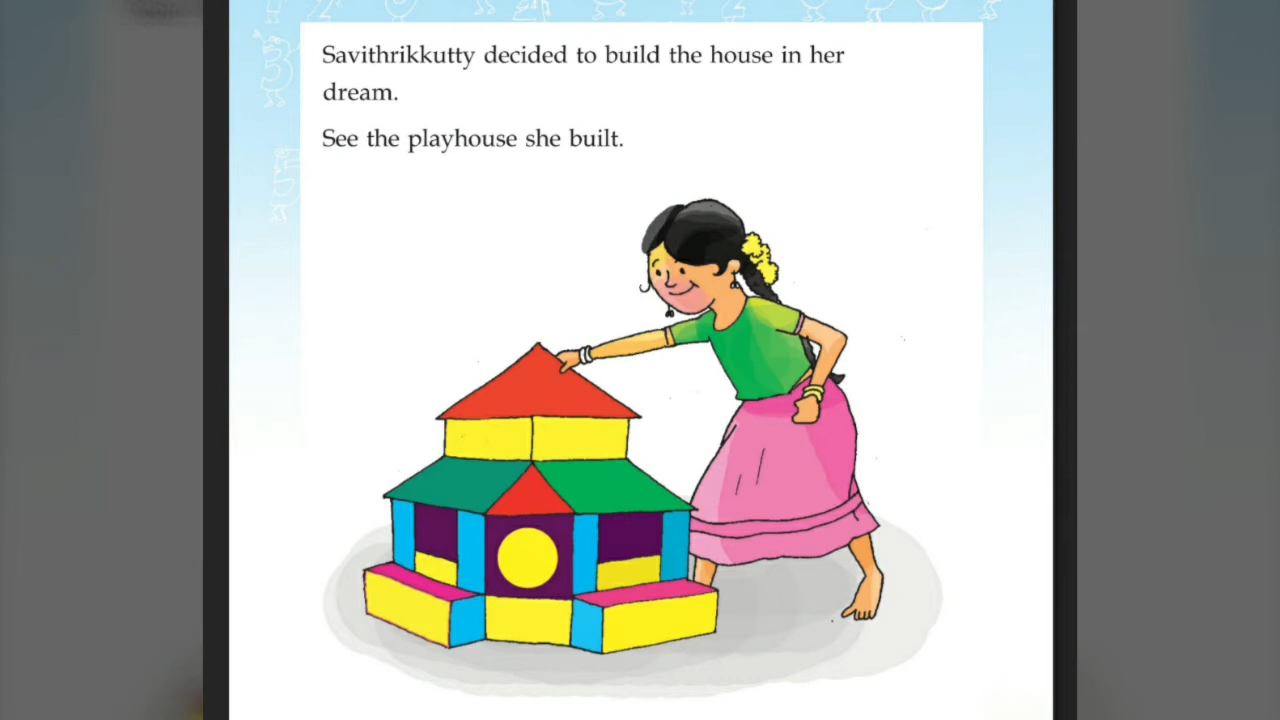 Savithrikkutty decided to build the house in her
dream.
See the playhouse she built.